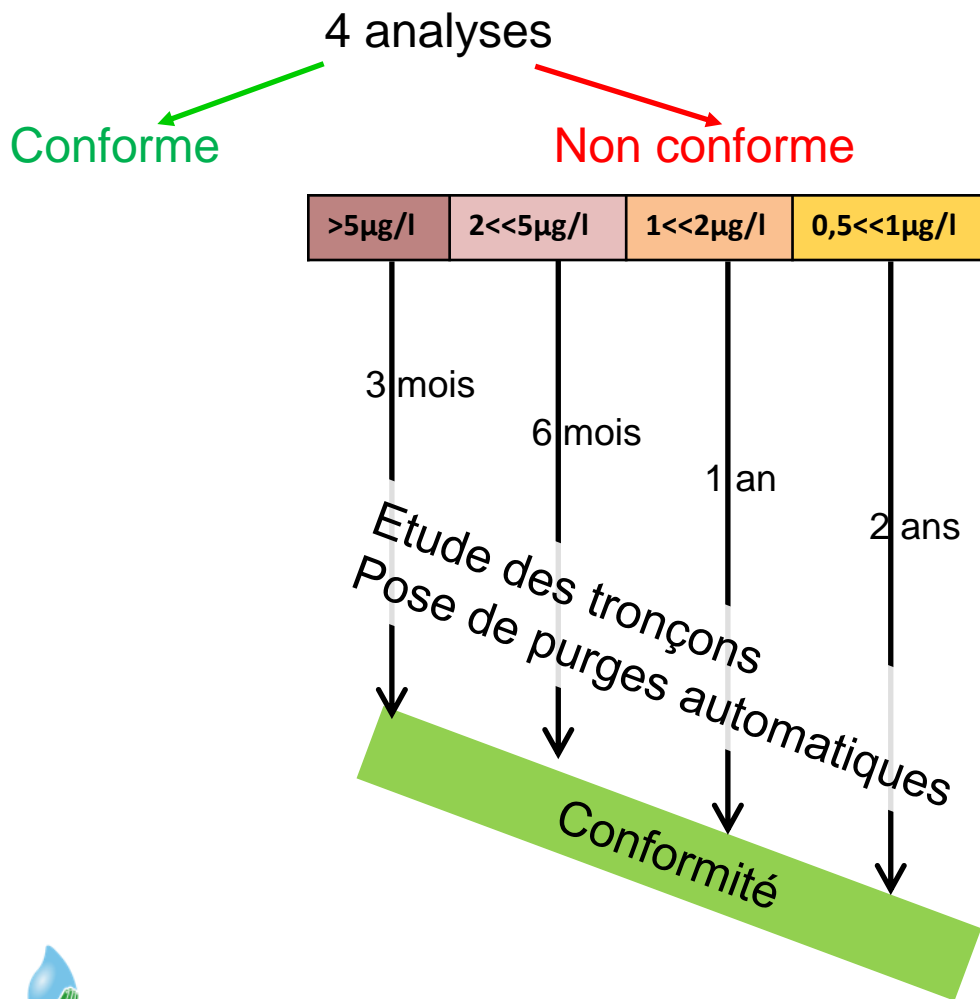 4 analyses
Conforme
Non conforme
>5µg/l
2<<5µg/l
1<<2µg/l
0,5<<1µg/l
3 mois
6 mois
1 an
2 ans
Etude des tronçons
Pose de purges automatiques
Conformité